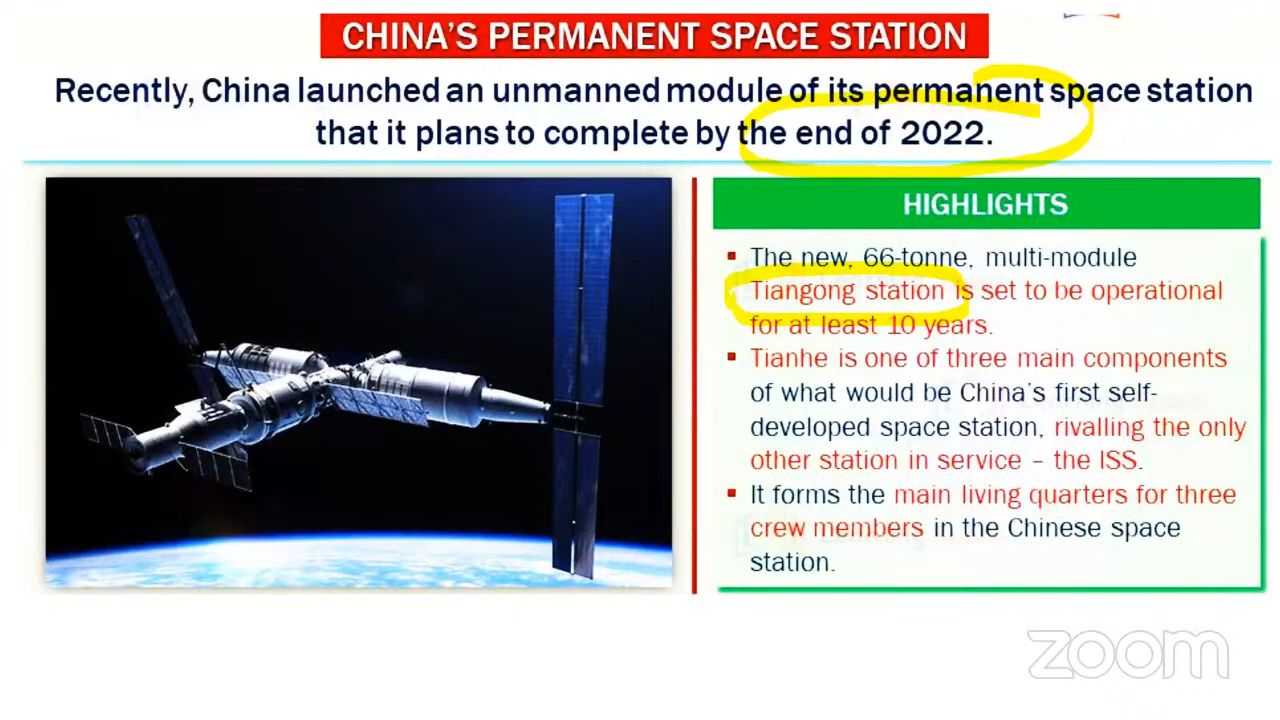 CHINA'S PERMANENT SPACE STATION
Recently, China launched an unmanned module of its permanent space station
that it plans to complete by the end of 2022.
HIGHLIGHTS
▪ The new, 66-tonne, multi-module
Tiangong station is set to be operational
for at least 10 years.
▪ Tianhe is one of three main components
of what would be China's first self-
developed space station, rivalling the only
other station in service – the ISS.
▪ It forms the main living quarters for three
crew members in the Chinese space
station.
zoom